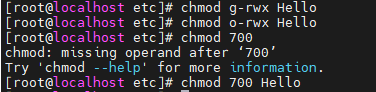 [root@localhost etc]# chmod g-rwx Hello
[root@localhost etc]# chmod o-rwx Hello
[root@localhost etc]# chmod 700
chmod: missing operand after ‘700’
Try 'chmod --help' for more information.
[root@localhost etc]# chmod 700 Hello